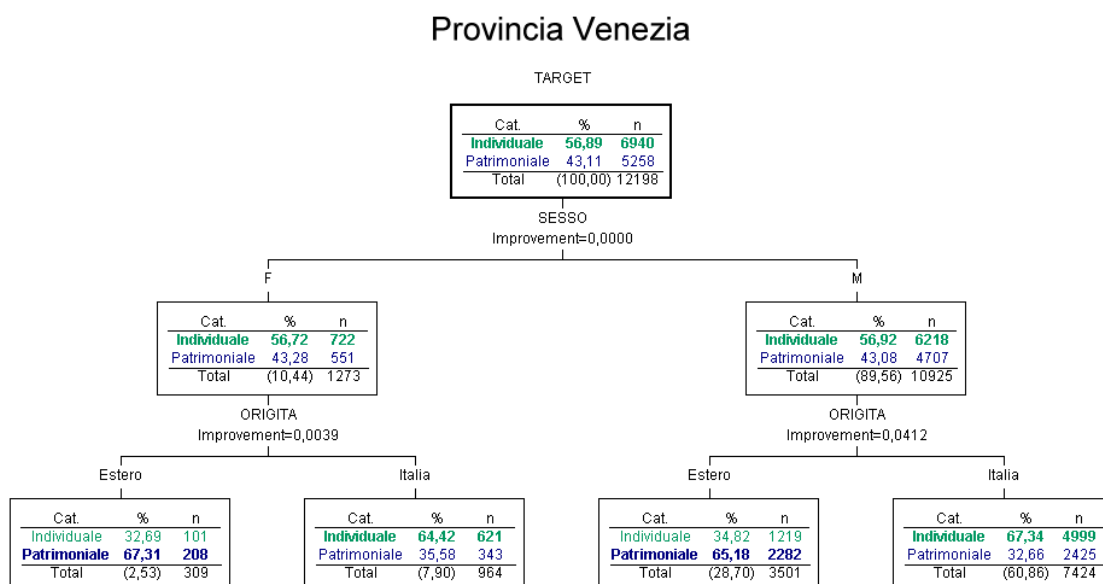 Provincia Venezia
TARGET
Cat. % n
Individuale 56,89 6940
Patrimoniale 43,11 5258
Total (100,00) 12198
SESSO
Improvement=0,0000
F
Cat. % n
Individuale 56,72 722
Patrimoniale 43,28 551
Total (10,44) 1273
ORIGITA
Improvement=0,0039
M
Cat. % n
Individuale 56,92 6218
Patrimoniale 43,08 4707
Total (89,56) 10925
ORIGITA
Improvement=0,0412
Estero
Cat. % n
Individuale 32,69 101
Patrimoniale 67,31 208
Total (2,53) 309
Italia
Cat. % n
Individuale 64,42 621
Patrimoniale 35,58 343
Total (7,90) 964
Estero
Cat. % n
Individuale 34,82 1219
Patrimoniale 65,18 2282
Total (28,70) 3501
Italia
Cat. % n
Individuale 67,34 4999
Patrimoniale 32,66 2425
Total (60,86) 7424